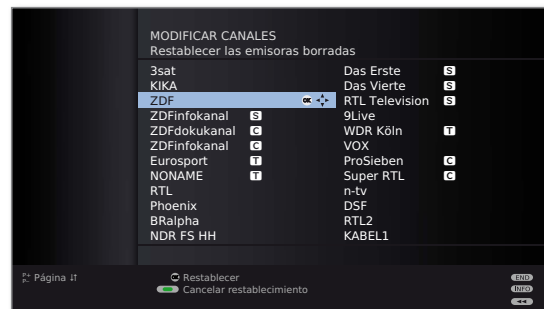 MODIFICAR CANALES
Restablecer las emisoras borradas
3sat
KIKA
ZDF OK
ZDFinfokanal S
ZDFdokukanal C
ZDFinfokanal C
Eurosport T
NONAME T
RTL
Phoenix
BRalpha
NDR FS HH
Das Erste S
Das Vierte S
RTL Television S
9Live
WDR Köln T
VOX
ProSieben C
Super RTL C
n-tv
DSF
RTL2
KABEL1
P+ P- Página
OK Restablecer
Cancelar restablecimiento
END
INFO